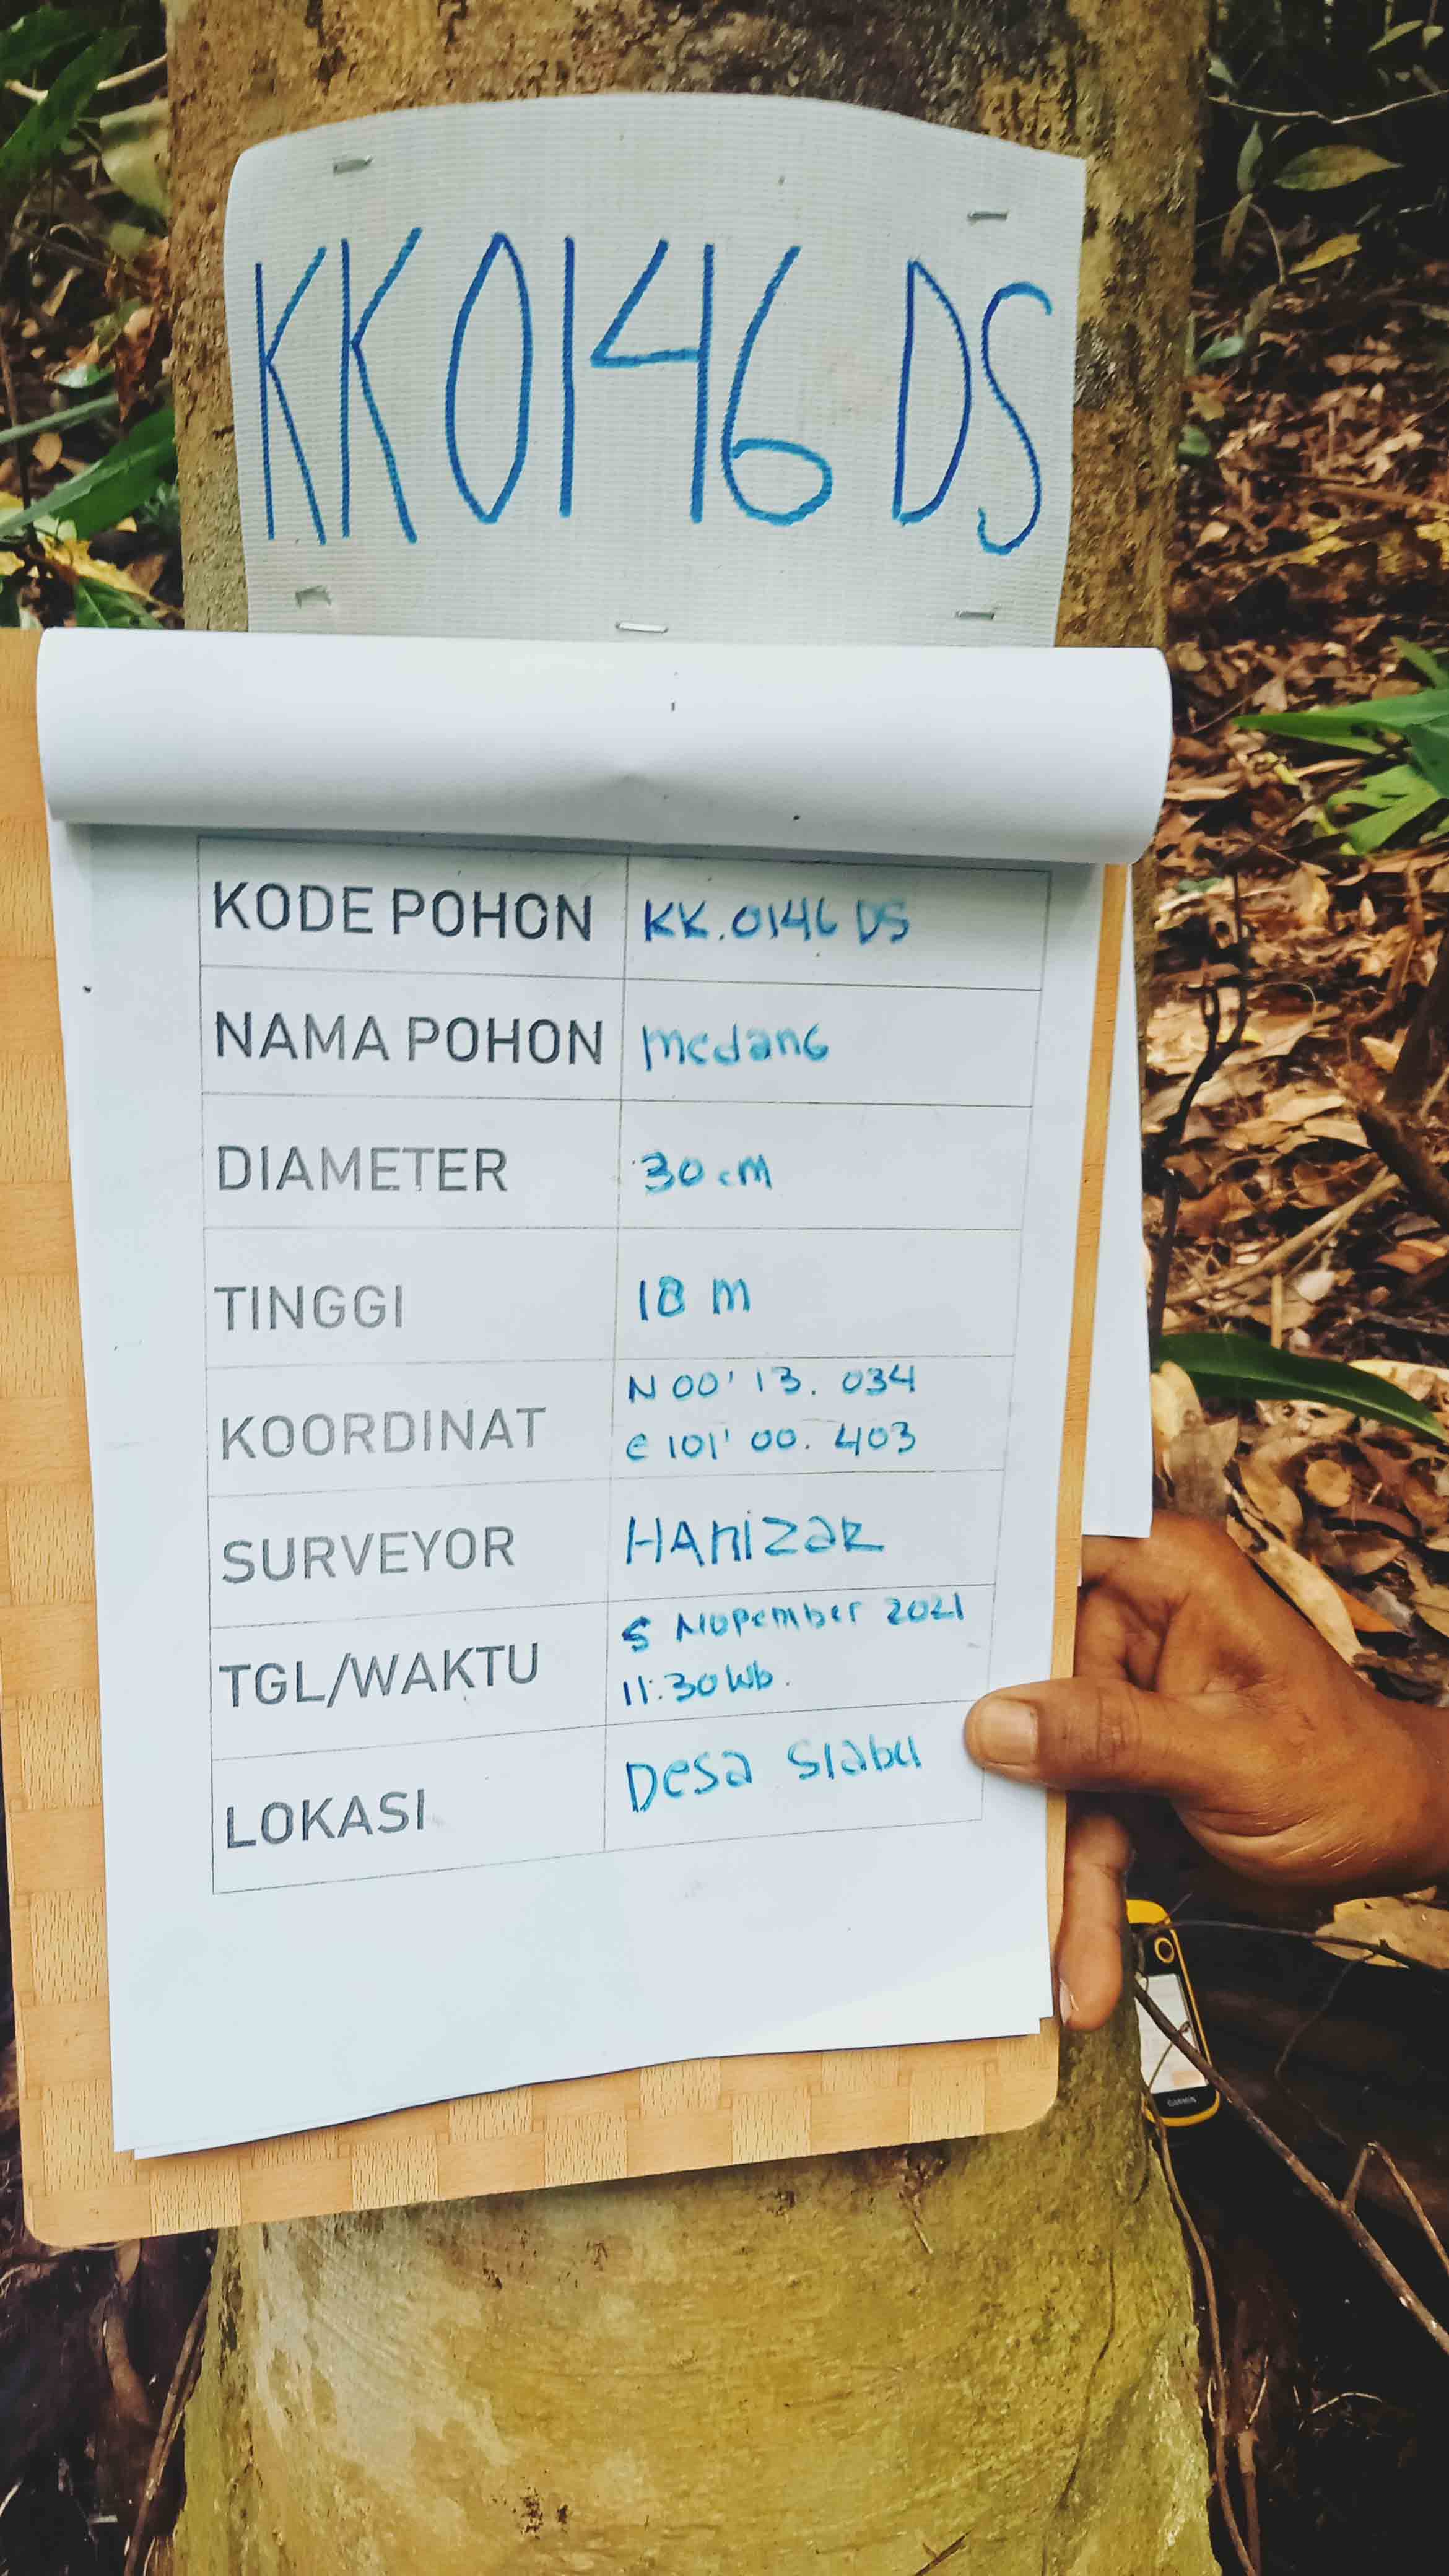 KK0146 DS
KODE POHON KK.0146 DS
NAMA POHON medang
DIAMETER 30 cm
TINGGI 18 m
KOORDINAT N 00' 13. 034
E 101' 00. 403
SURVEYOR HANiZaR
TGL/WAKTU 5 Nopember 2021
11:30 Wib.
LOKASI Desa Siabu
GARMIN